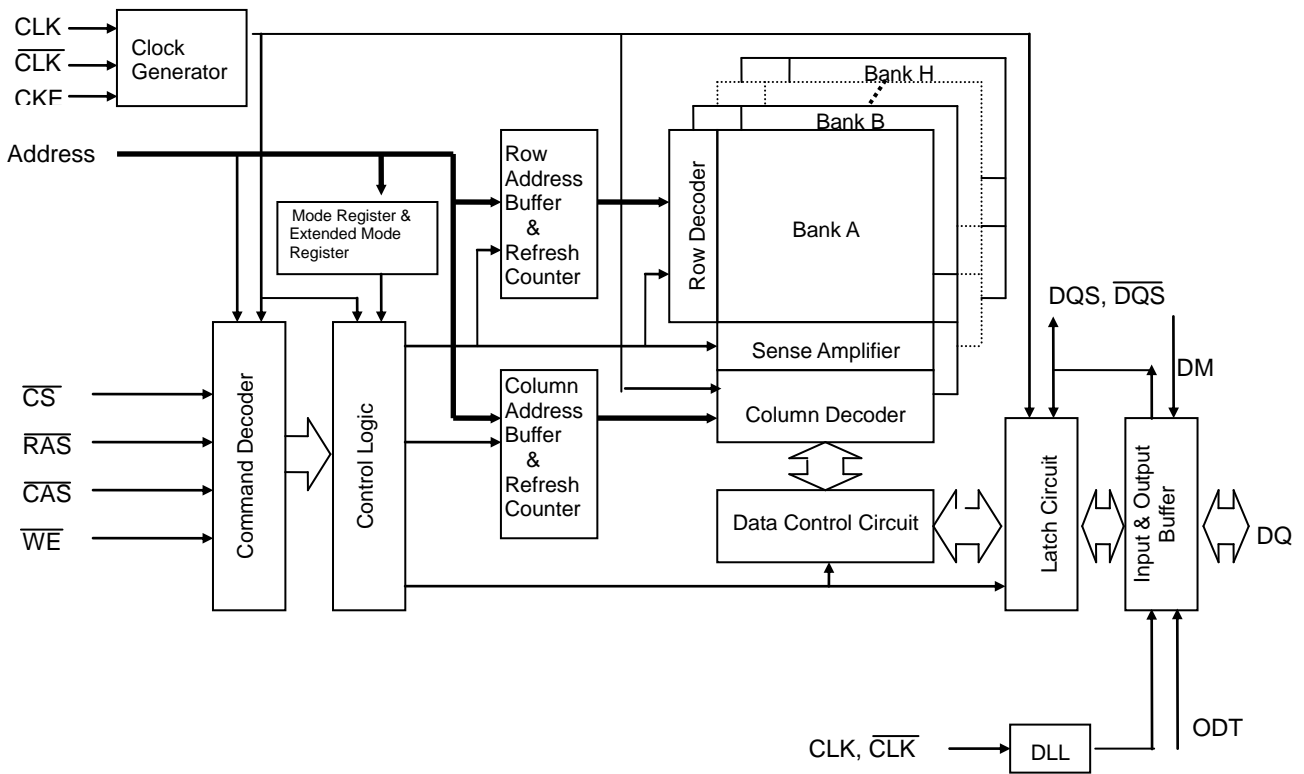 CLK
CLK
CKE
Clock
Generator
Address
Mode Register &
Extended Mode
Register
Row
Address
Buffer
&
Refresh
Counter
Bank H
Bank B
Bank A
Row Decoder
Sense Amplifier
Column Decoder
CS
RAS
CAS
WE
Command Decoder
Control Logic
Column
Address
Buffer
&
Refresh
Counter
Data Control Circuit
DQS, DQS
DM
Latch Circuit
Input & Output
Buffer
DQ
CLK, CLK
DLL
ODT